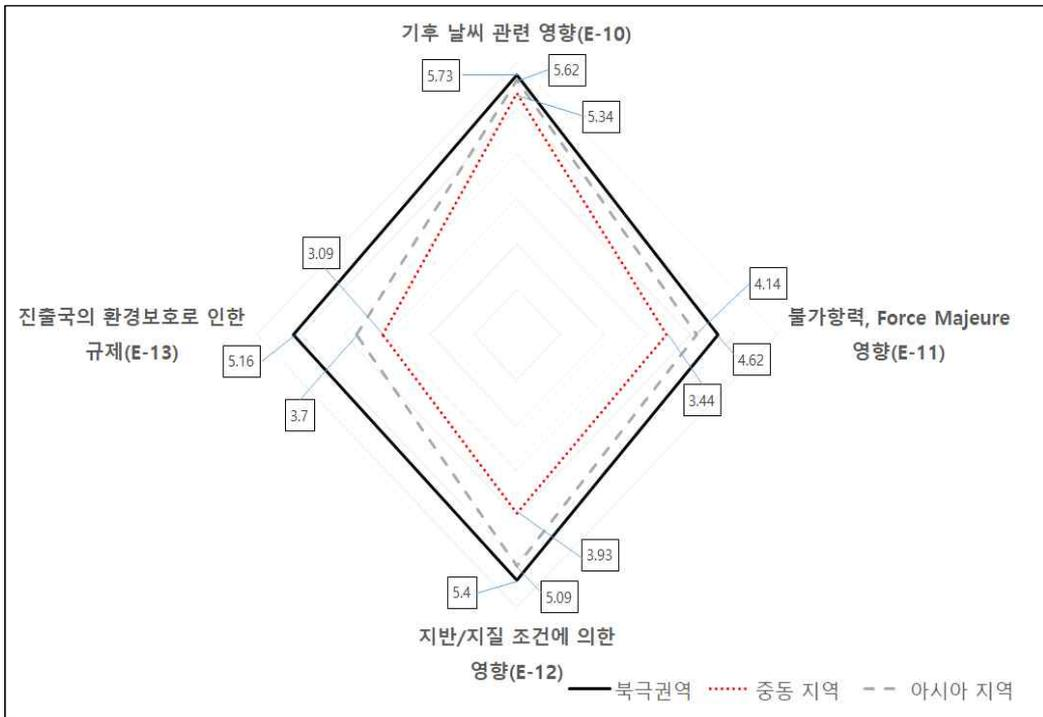 기후 날씨 관련 영향(E-10)
5.73
5.62
5.34
3.09
4.14
진출국의 환경보호로 인한
규제(E-13)
불가항력, Force Majeure
영향(E-11)
5.16
4.62
3.7
3.44
3.93
5.4
5.09
지반/지질 조건에 의한
영향(E-12)
북극권역 중동 지역 아시아 지역